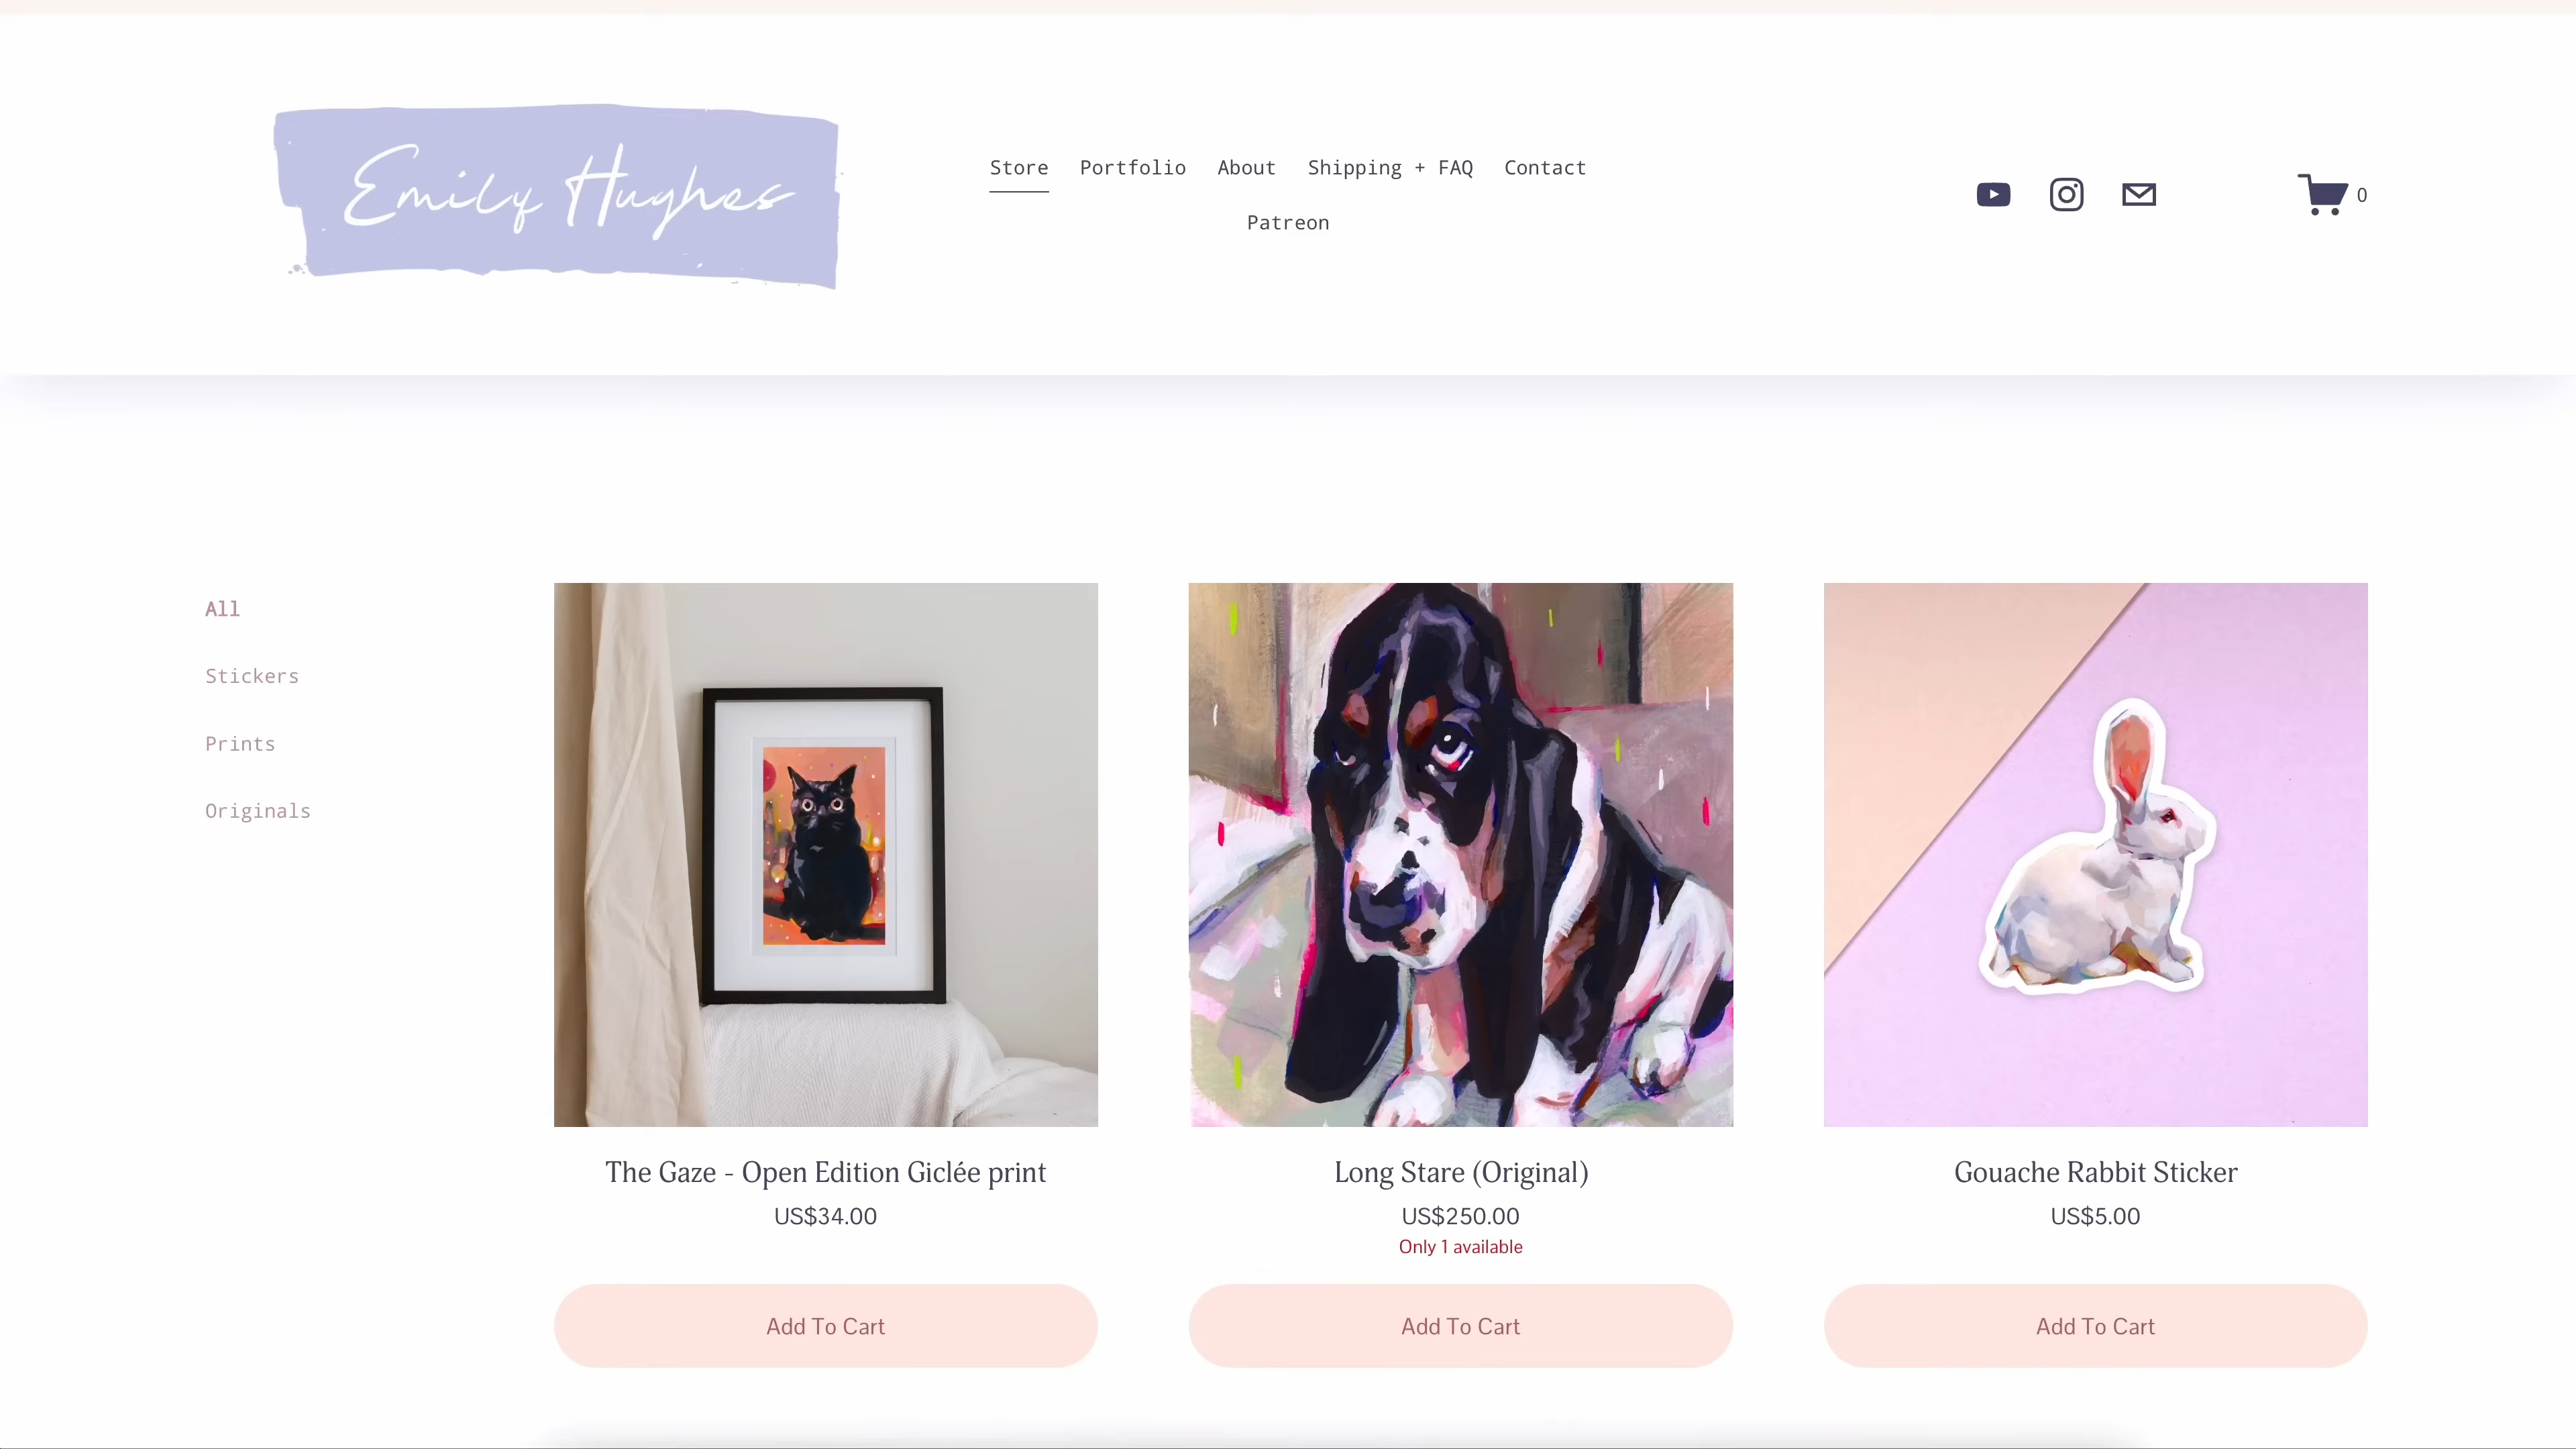 Emily Hughes
Store Portfolio About Shipping + FAQ Contact
Patreon
0
All
Stickers
Prints
Originals
The Gaze - Open Edition Giclée print
US$34.00
Add To Cart
Long Stare (Original)
US$250.00
Only 1 available
Add To Cart
Gouache Rabbit Sticker
US$5.00
Add To Cart